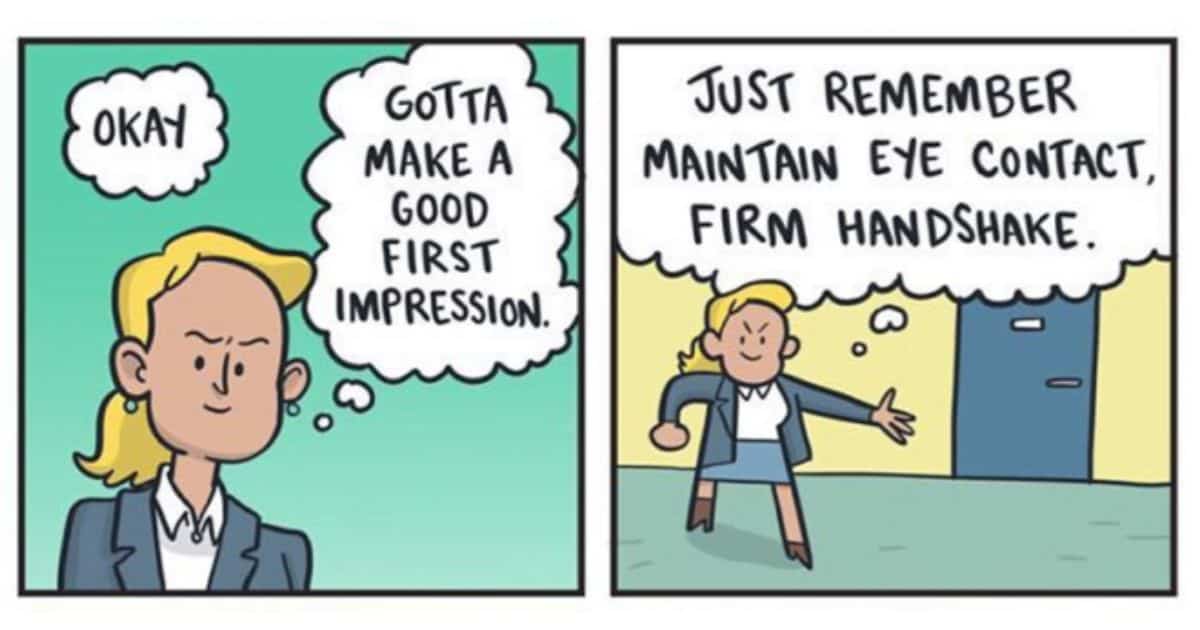 OKAY
GOTTA
MAKE A
GOOD
FIRST
IMPRESSION.
JUST REMEMBER
MAINTAIN EYE CONTACT,
FIRM HANDSHAKE.